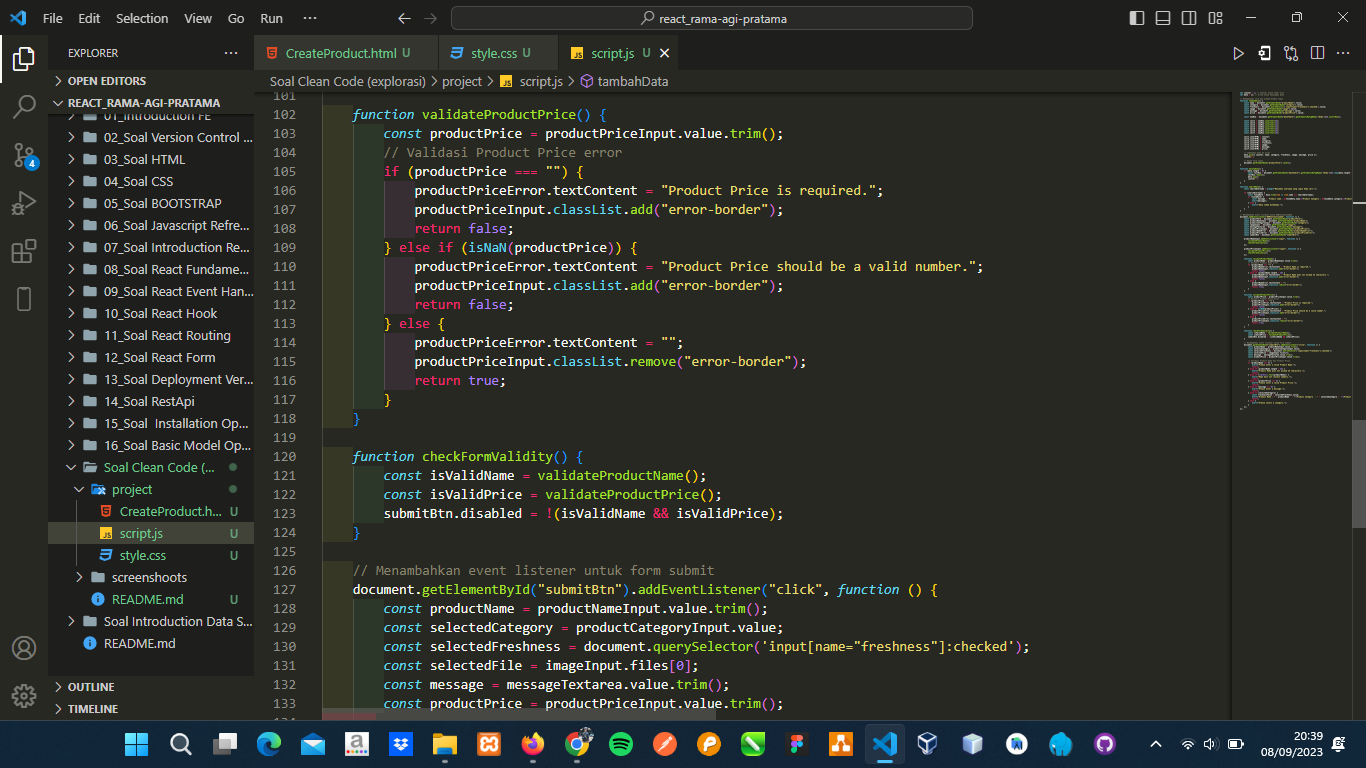 File Edit Selection View Go Run ···
react_rama-agi-pratama
EXPLORER ···
OPEN EDITORS
REACT_RAMA-AGI-PRATAMA
01_Introduction FE
02_Soal Version Control ...
03_Soal HTML
04_Soal CSS
05_Soal BOOTSTRAP
06_Soal Javascript Refre...
07_Soal Introduction Re...
08_Soal React Fundame...
09_Soal React Event Han...
10_Soal React Hook
11_Soal React Routing
12_Soal React Form
13_Soal Deployment Ver...
14_Soal RestApi
15_Soal  Installation Op...
16_Soal Basic Model Op...
Soal Clean Code (...
project
CreateProduct.h... U
script.js U
style.css U
screenshoots
README.md U
Soal Introduction Data S...
README.md
OUTLINE
TIMELINE
4
CreateProduct.html U style.css U script.js U
Soal Clean Code (explorasi) > project > script.js > tambahData
101
102 function validateProductPrice() {
103 const productPrice = productPriceInput.value.trim();
104 // Validasi Product Price error
105 if (productPrice === "") {
106 productPriceError.textContent = "Product Price is required.";
107 productPriceInput.classList.add("error-border");
108 return false;
109 } else if (isNaN(productPrice)) {
110 productPriceError.textContent = "Product Price should be a valid number.";
111 productPriceInput.classList.add("error-border");
112 return false;
113 } else {
114 productPriceError.textContent = "";
115 productPriceInput.classList.remove("error-border");
116 return true;
117 }
118 }
119
120 function checkFormValidity() {
121 const isValidName = validateProductName();
122 const isValidPrice = validateProductPrice();
123 submitBtn.disabled = !(isValidName && isValidPrice);
124 }
125
126 // Menambahkan event listener untuk form submit
127 document.getElementById("submitBtn").addEventListener("click", function () {
128 const productName = productNameInput.value.trim();
129 const selectedCategory = productCategoryInput.value;
130 const selectedFreshness = document.querySelector('input[name="freshness"]:checked');
131 const selectedFile = imageInput.files[0];
132 const message = messageTextarea.value.trim();
133 const productPrice = productPriceInput.value.trim();
20:39
08/09/2023